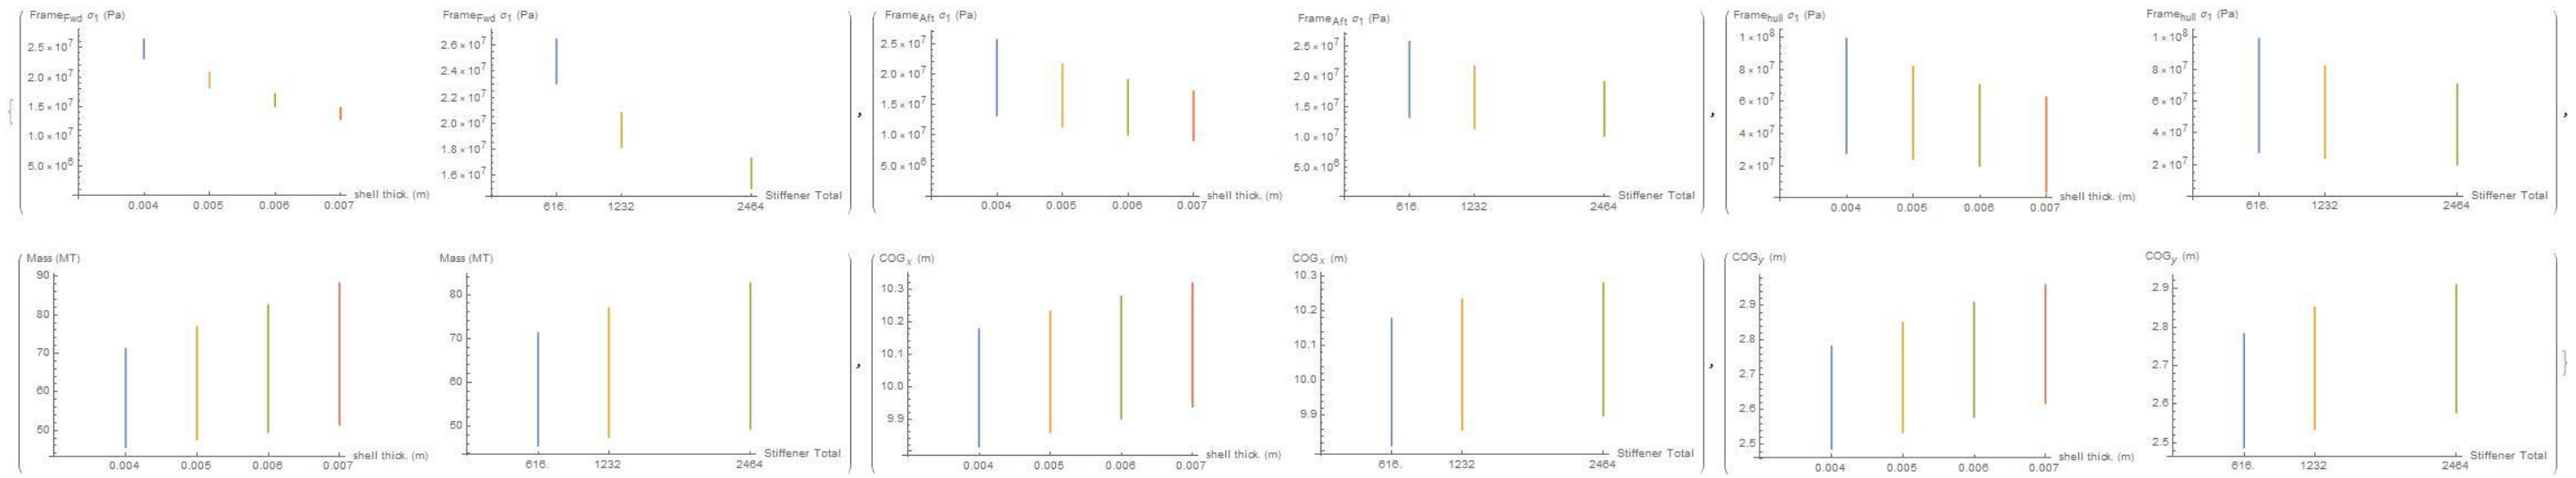 Frame_Fwd σ_1 (Pa)
2.5 × 10^7
2.0 × 10^7
1.5 × 10^7
1.0 × 10^7
5.0 × 10^6
shell thick. (m)
0.004 0.005 0.006 0.007
Frame_Fwd σ_1 (Pa)
2.6 × 10^7
2.4 × 10^7
2.2 × 10^7
2.0 × 10^7
1.8 × 10^7
1.6 × 10^7
Stiffener Total
616. 1232 2464
Frame_Aft σ_1 (Pa)
2.5 × 10^7
2.0 × 10^7
1.5 × 10^7
1.0 × 10^7
5.0 × 10^6
shell thick. (m)
0.004 0.005 0.006 0.007
Frame_Aft σ_1 (Pa)
2.5 × 10^7
2.0 × 10^7
1.5 × 10^7
1.0 × 10^7
5.0 × 10^6
Stiffener Total
616. 1232 2464
Frame_hull σ_1 (Pa)
1 × 10^8
8 × 10^7
6 × 10^7
4 × 10^7
2 × 10^7
shell thick. (m)
0.004 0.005 0.006 0.007
Frame_hull σ_1 (Pa)
1 × 10^8
8 × 10^7
6 × 10^7
4 × 10^7
2 × 10^7
Stiffener Total
616. 1232 2464
Mass (MT)
90
80
70
60
50
shell thick. (m)
0.004 0.005 0.006 0.007
Mass (MT)
80
70
60
50
Stiffener Total
616. 1232 2464
COG_x (m)
10.3
10.2
10.1
10.0
9.9
shell thick. (m)
0.004 0.005 0.006 0.007
COG_x (m)
10.3
10.2
10.1
10.0
9.9
Stiffener Total
616. 1232 2464
COG_y (m)
2.9
2.8
2.7
2.6
2.5
shell thick. (m)
0.004 0.005 0.006 0.007
COG_y (m)
2.9
2.8
2.7
2.6
2.5
Stiffener Total
616. 1232 2464